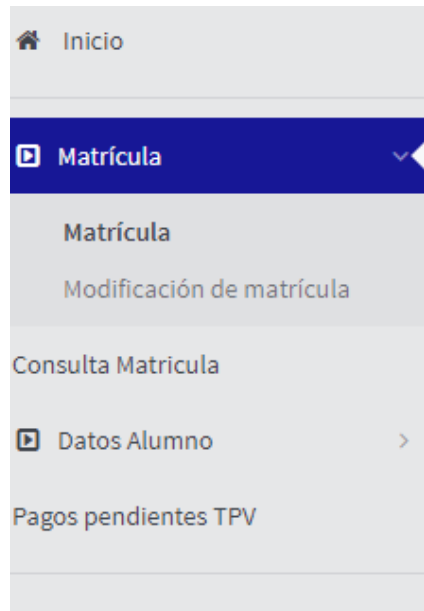 Inicio
Matrícula
Matrícula
Modificación de matrícula
Consulta Matricula
Datos Alumno
Pagos pendientes TPV